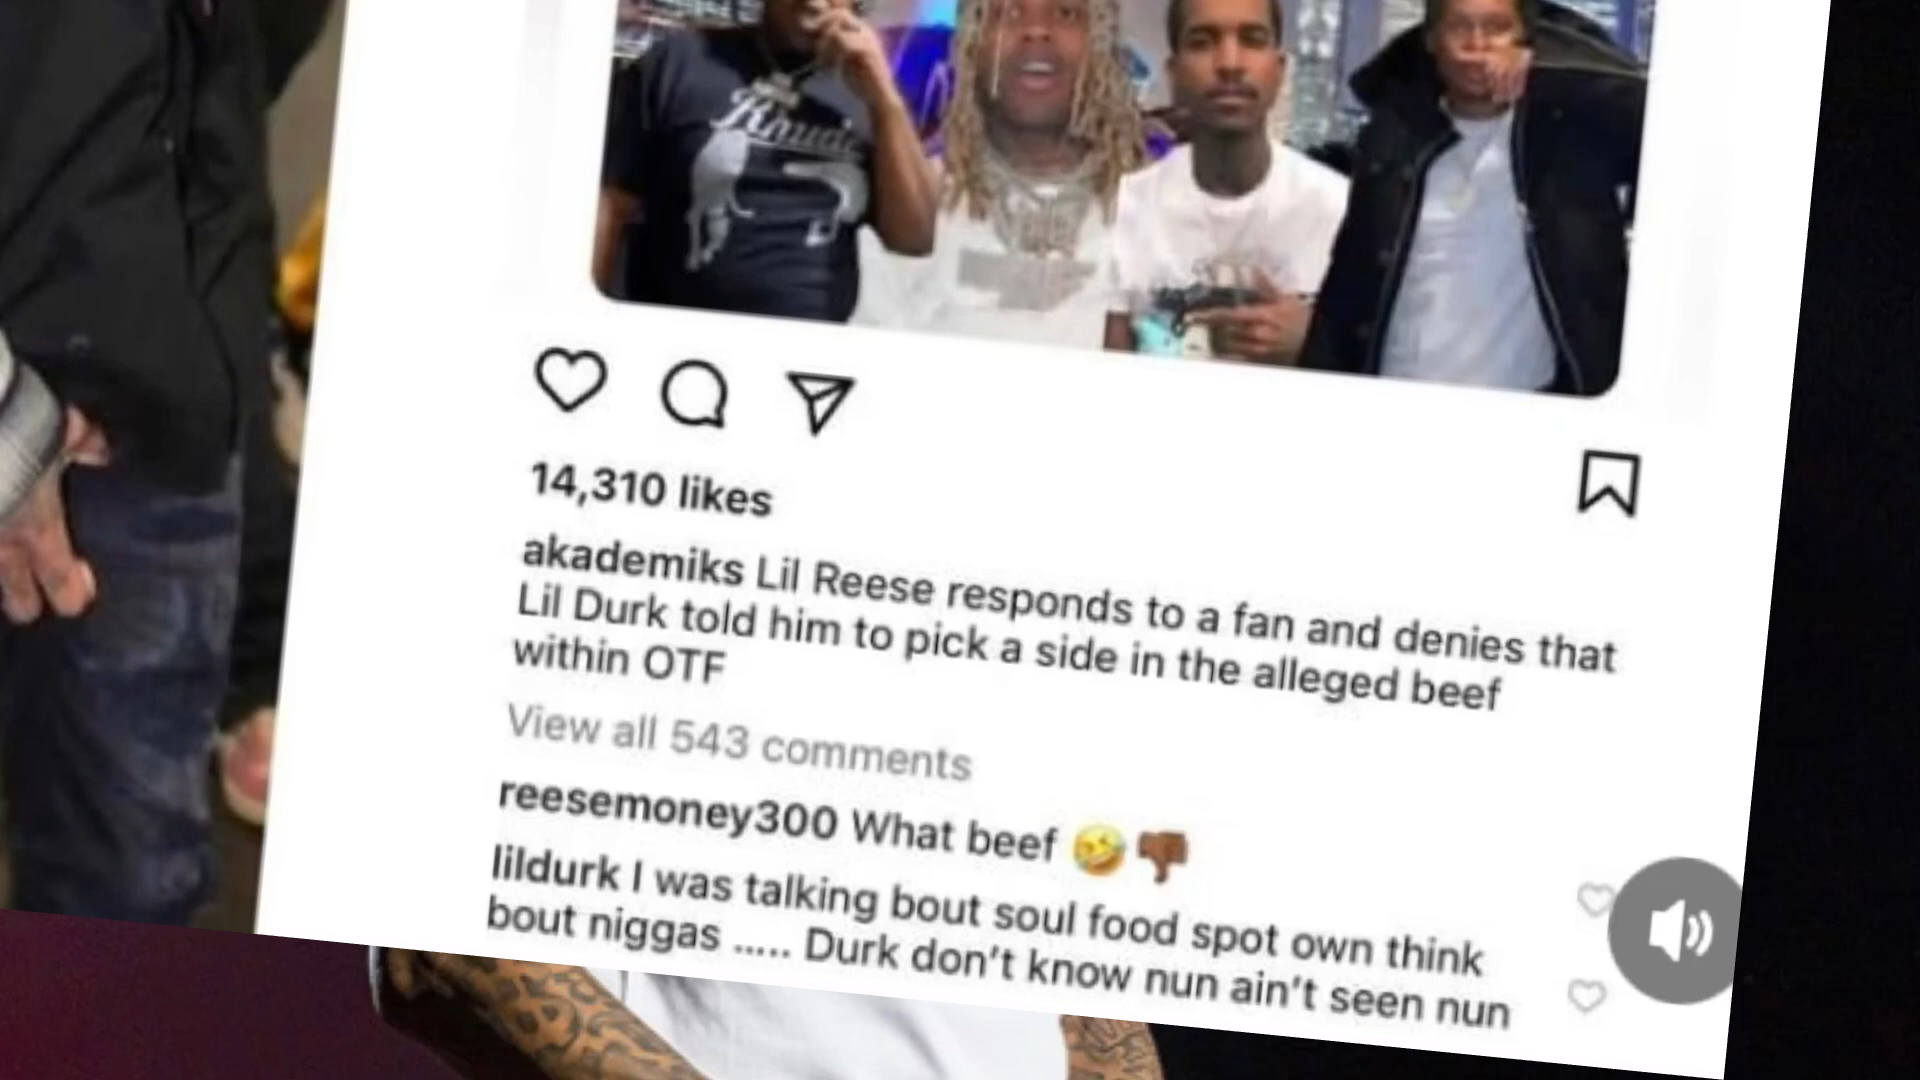 14,310 likes
akademiks Lil Reese responds to a fan and denies that
Lil Durk told him to pick a side in the alleged beef
within OTF
View all 543 comments
reesemoney300 What beef 🤣👎🏾
lildurk I was talking bout soul food spot own think
bout niggas ..... Durk don't know nun ain't seen nun